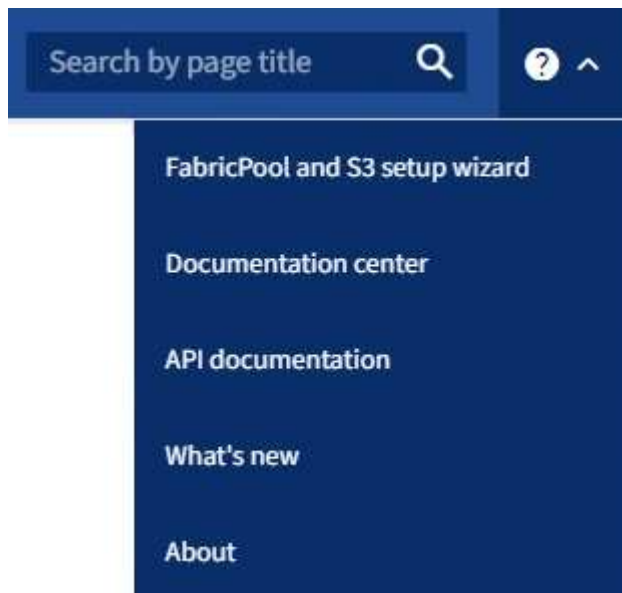 Search by page title
FabricPool and S3 setup wizard
Documentation center
API documentation
What's new
About